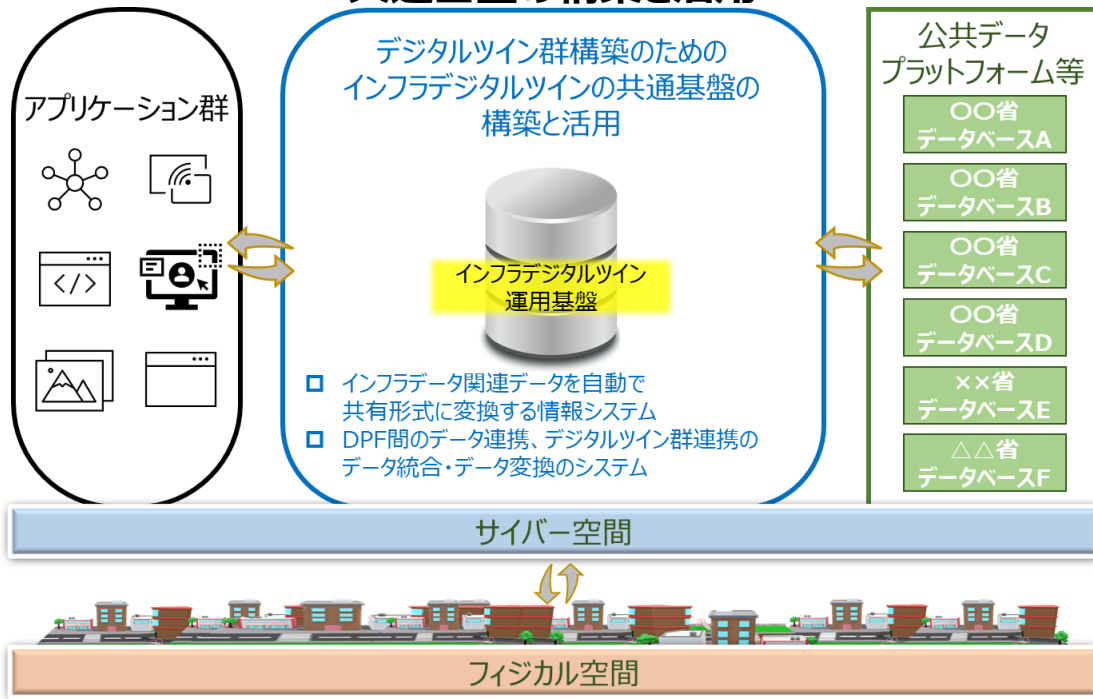 共通基盤の構築と活用
アプリケーション群
デジタルツイン群構築のための
インフラデジタルツインの共通基盤の
構築と活用
インフラデジタルツイン
運用基盤
インフラデータ関連データを自動で
共有形式に変換する情報システム
DPF間のデータ連携、デジタルツイン群連携の
データ統合・データ変換のシステム
公共データ
プラットフォーム等
〇〇省
データベースA
〇〇省
データベースB
〇〇省
データベースC
〇〇省
データベースD
××省
データベースE
△△省
データベースF
サイバー空間
フィジカル空間